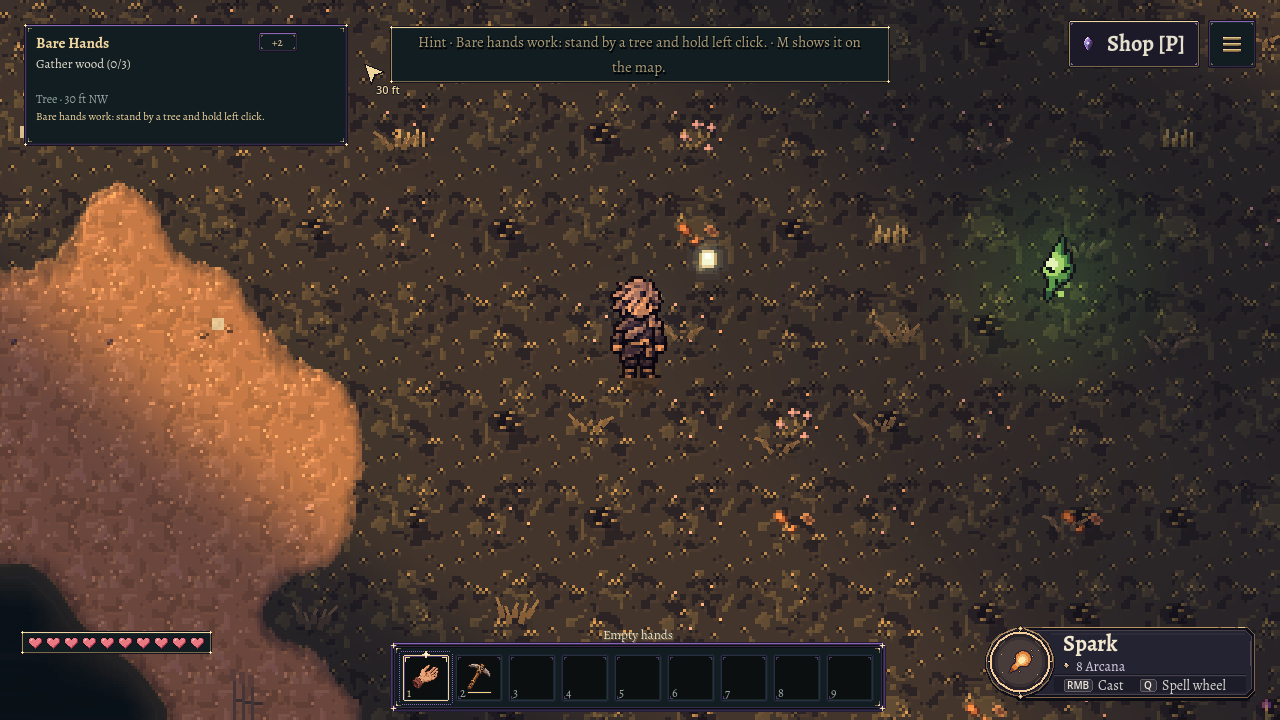 Bare Hands
+2
Gather wood (0/3)
Tree · 30 ft NW
Bare hands work: stand by a tree and hold left click.
30 ft
Hint · Bare hands work: stand by a tree and hold left click. · M shows it on
the map.
Shop [P]
Empty hands
1
2
3
4
5
6
7
8
9
Spark
8 Arcana
RMB Cast
Q Spell wheel